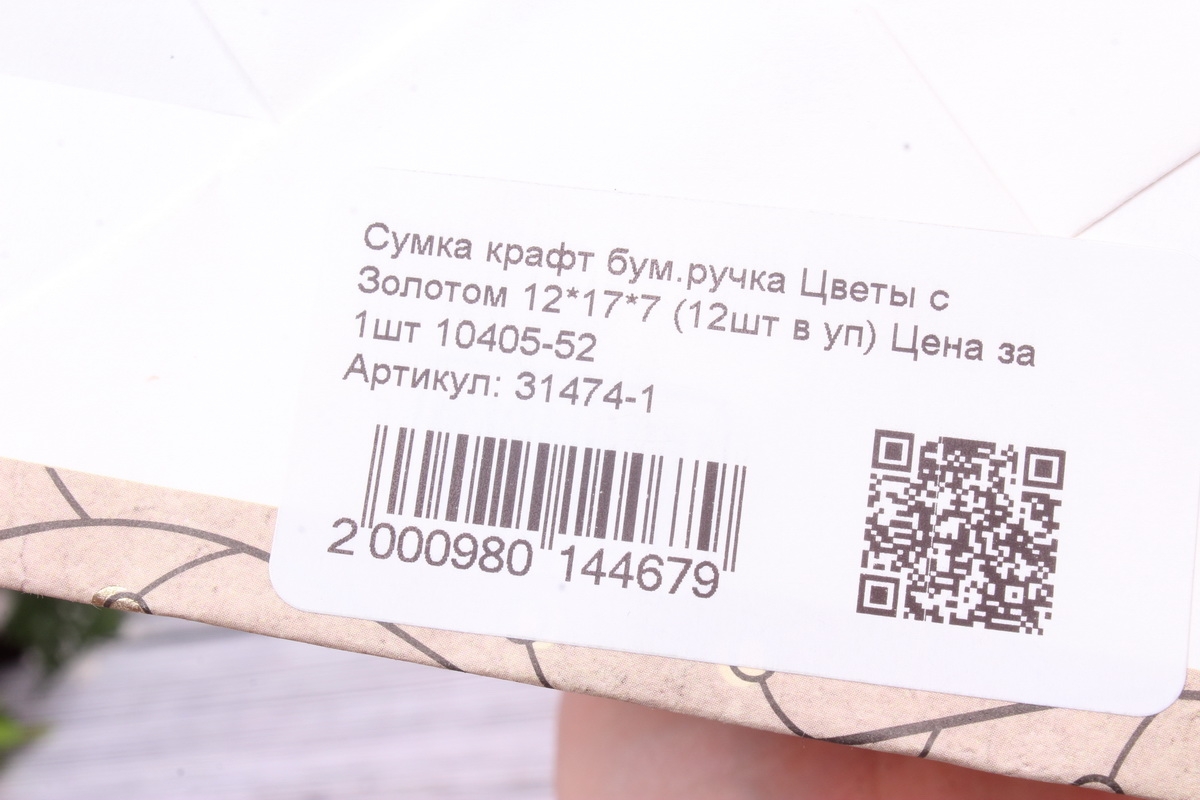 Сумка крафт бум.ручка Цветы с
Золотом 12*17*7 (12шт в уп) Цена за
1шт 10405-52
Артикул: 31474-1
2 000980 144679